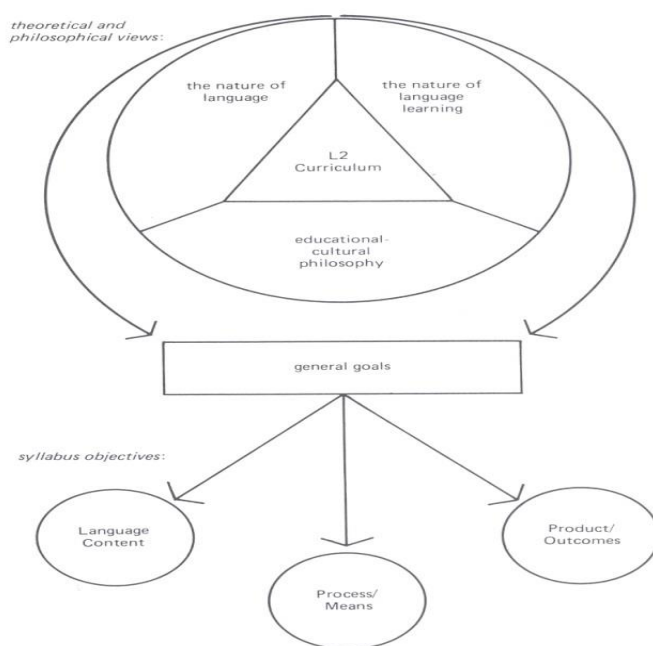 theoretical and
philosophical views:
the nature of
language
the nature of
language
learning
L2
Curriculum
educational-
cultural
philosophy
general goals
syllabus objectives:
Language
Content
Process/
Means
Product/
Outcomes